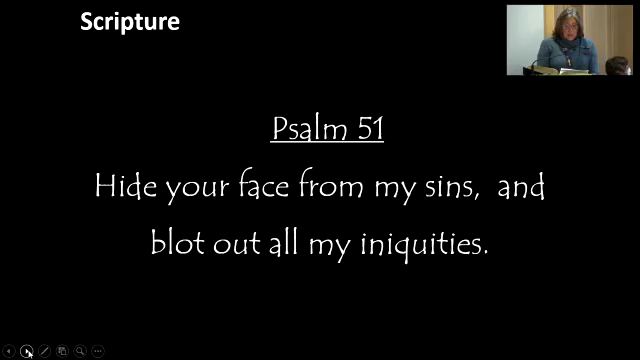 Scripture
Psalm 51
Hide your face from my sins, and
blot out all my iniquities.